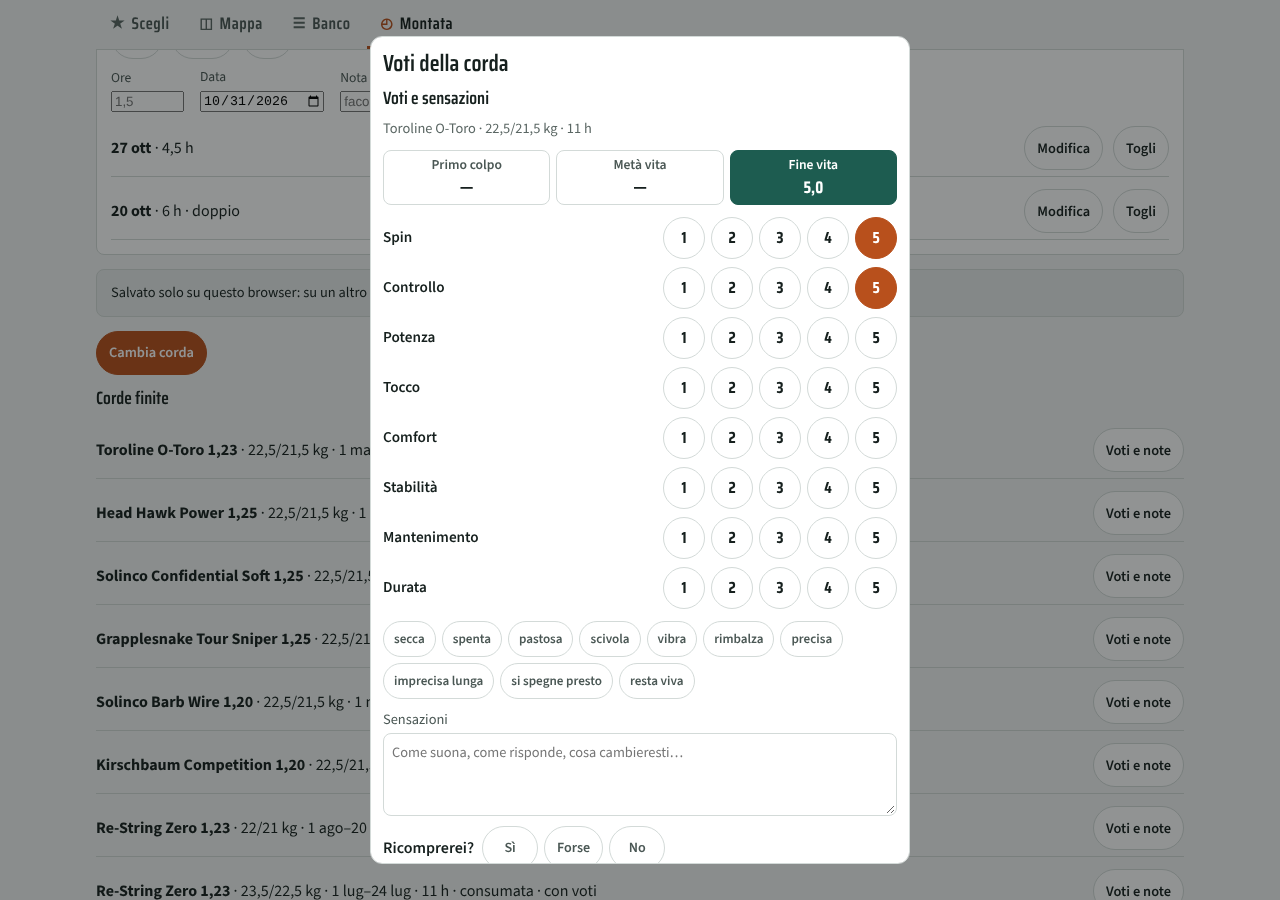 ★ Scegli Mappa ☰ Banco Montata
Voti della corda
Ore Data Nota
1,5 10/31/2026 faco
Voti e sensazioni
Toroline O-Toro · 22,5/21,5 kg · 11 h
27 ott · 4,5 h Modifica Togli
Primo colpo Metà vita Fine vita
— — 5,0
20 ott · 6 h · doppio Modifica Togli
Spin 1 2 3 4 5
Controllo 1 2 3 4 5
Salvato solo su questo browser: su un altro
Potenza 1 2 3 4 5
Cambia corda
Tocco 1 2 3 4 5
Corde finite
Comfort 1 2 3 4 5
Toroline O-Toro 1,23 · 22,5/21,5 kg · 1 ma Voti e note
Stabilità 1 2 3 4 5
Head Hawk Power 1,25 · 22,5/21,5 kg · 1 Voti e note
Mantenimento 1 2 3 4 5
Solinco Confidential Soft 1,25 · 22,5/21,5 Voti e note
Durata 1 2 3 4 5
secca spenta pastosa scivola vibra rimbalza precisa
Grapplesnake Tour Sniper 1,25 · 22,5/21 Voti e note
imprecisa lunga si spegne presto resta viva
Solinco Barb Wire 1,20 · 22,5/21,5 kg · 1 Voti e note
Sensazioni
Come suona, come risponde, cosa cambieresti…
Kirschbaum Competition 1,20 · 22,5/21, Voti e note
Re-String Zero 1,23 · 22/21 kg · 1 ago–20 Voti e note
Ricomprerei? Sì Forse No
Re-String Zero 1,23 · 23,5/22,5 kg · 1 lug–24 lug · 11 h · consumata · con voti Voti e note